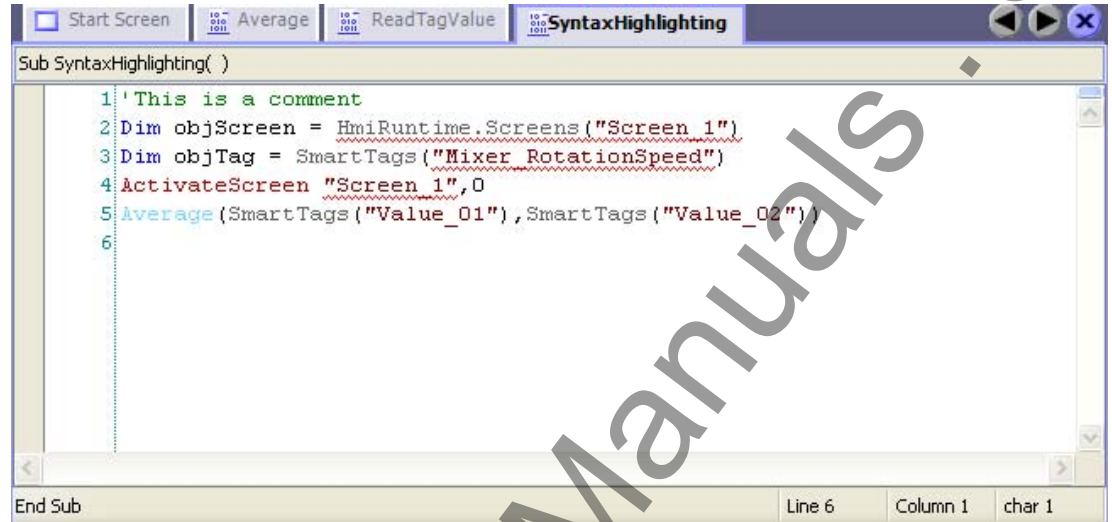 Start Screen Average ReadTagValue SyntaxHighlighting
Sub SyntaxHighlighting( )
1 'This is a comment
2 Dim objScreen = HmiRuntime.Screens("Screen_1")
3 Dim objTag = SmartTags("Mixer_RotationSpeed")
4 ActivateScreen "Screen_1",0
5 Average(SmartTags("Value_01"),SmartTags("Value_02"))
6
End Sub Line 6 Column 1 char 1
Manuals.